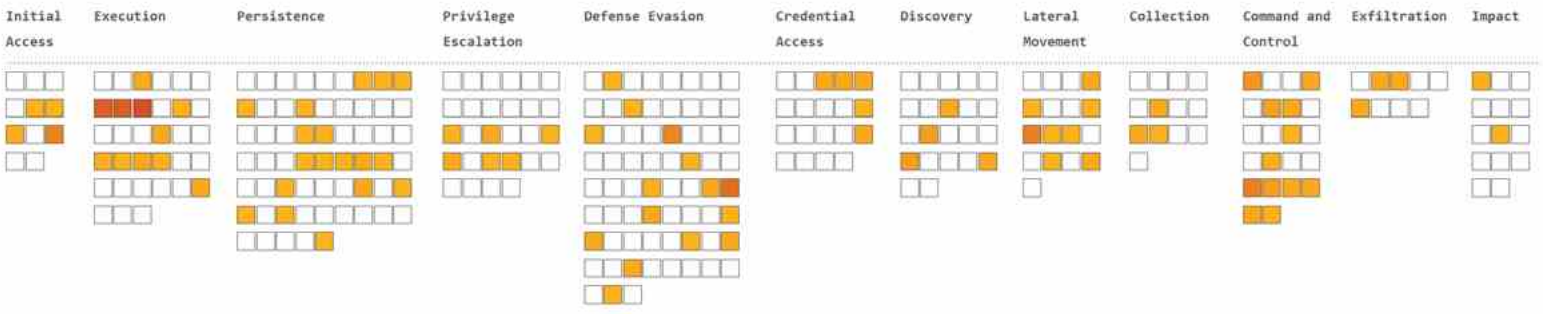 Initial Access
Execution
Persistence
Privilege Escalation
Defense Evasion
Credential Access
Discovery
Lateral Movement
Collection
Command and Control
Exfiltration
Impact